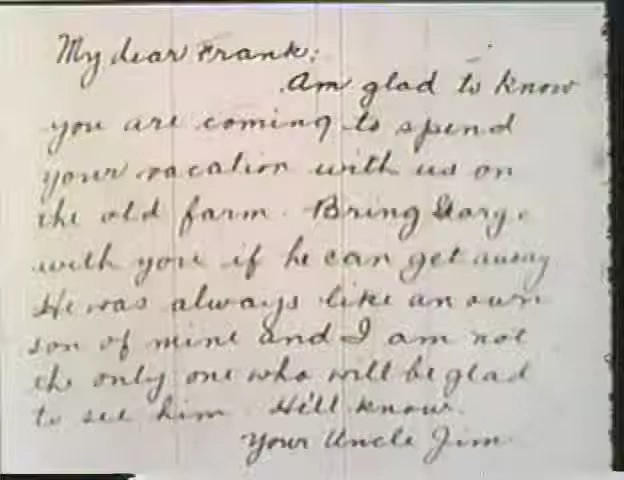 My dear Frank:
Am glad to know
you are coming to spend
your vacation with us on
the old farm. Bring
with you if he can get away
He was always like an own
son of mine and I am not
the only one who will be glad
to see him. He'll know.
Your Uncle Jim